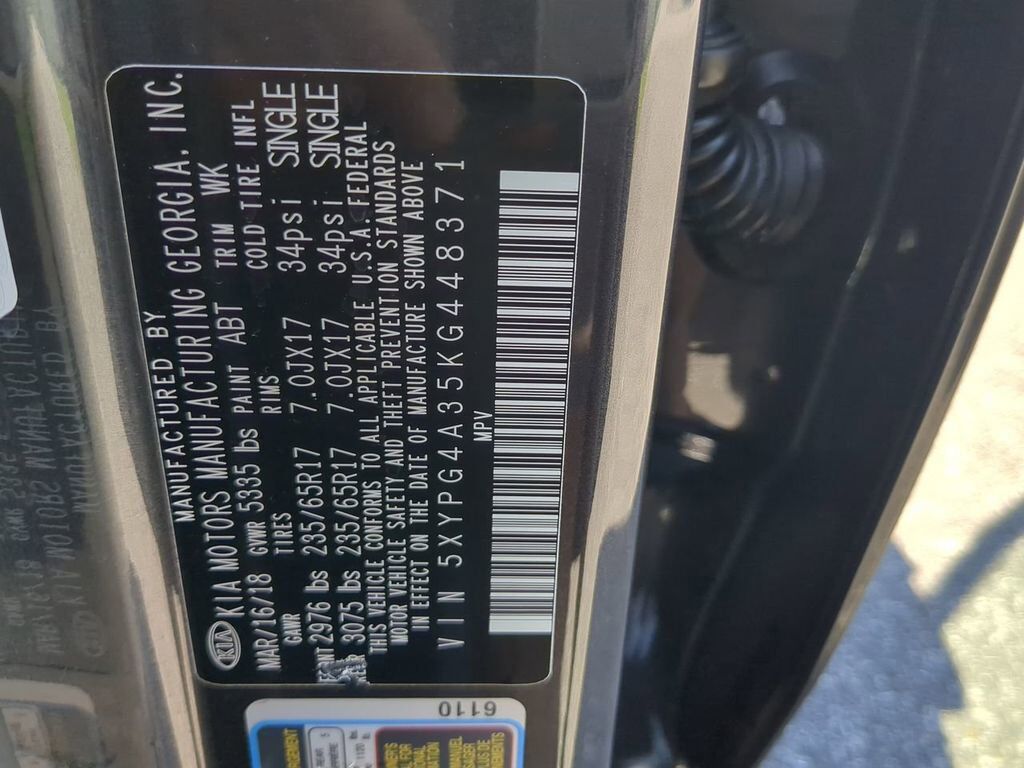 MANUFACTURED BY
KIA KIA MOTORS MANUFACTURING GEORGIA, INC.
MAR/16/18 GVWR 5335 lbs PAINT ABT TRIM WK
GAWR TIRES RIMS COLD TIRE INFL
2976 lbs 235/65R17 7.0JX17 34psi SINGLE
3075 lbs 235/65R17 7.0JX17 34psi SINGLE
THIS VEHICLE CONFORMS TO ALL APPLICABLE U.S.A FEDERAL
MOTOR VEHICLE SAFETY AND THEFT PREVENTION STANDARDS
IN EFFECT ON THE DATE OF MANUFACTURE SHOWN ABOVE
VIN 5XYPG4A35KG448371
MPV
6110